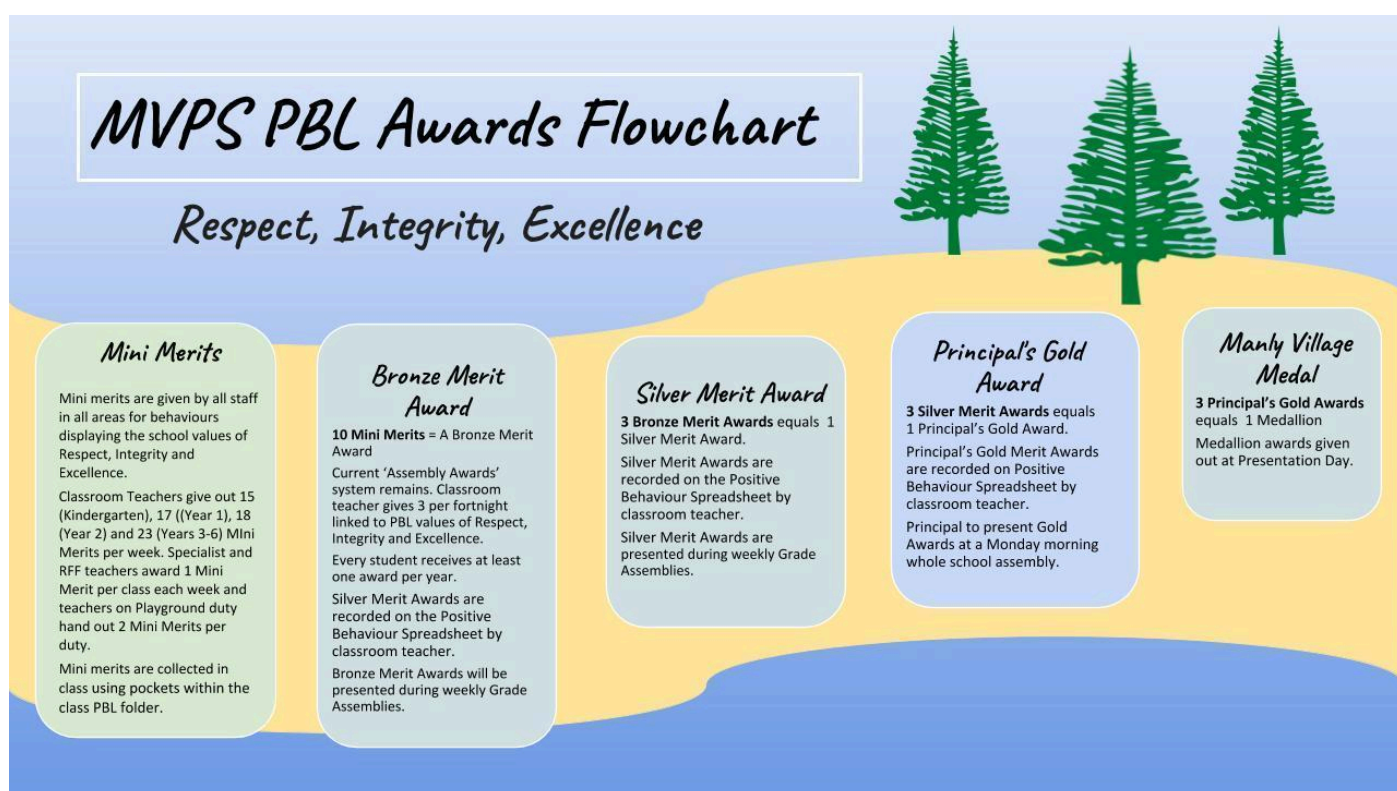 MVPS PBL Awards Flowchart
Respect, Integrity, Excellence
Mini Merits
Mini merits are given by all staff
in all areas for behaviours
displaying the school values of
Respect, Integrity and
Excellence.
Classroom Teachers give out 15
(Kindergarten), 17 ((Year 1), 18
(Year 2) and 23 (Years 3-6) MIni
Merits per week. Specialist and
RFF teachers award 1 Mini
Merit per class each week and
teachers on Playground duty
hand out 2 Mini Merits per
duty.
Mini merits are collected in
class using pockets within the
class PBL folder.
Bronze Merit
Award
10 Mini Merits = A Bronze Merit
Award
Current ‘Assembly Awards’
system remains. Classroom
teacher gives 3 per fortnight
linked to PBL values of Respect,
Integrity and Excellence.
Every student receives at least
one award per year.
Silver Merit Awards are
recorded on the Positive
Behaviour Spreadsheet by
classroom teacher.
Bronze Merit Awards will be
presented during weekly Grade
Assemblies.
Silver Merit Award
3 Bronze Merit Awards equals 1
Silver Merit Award.
Silver Merit Awards are
recorded on the Positive
Behaviour Spreadsheet by
classroom teacher.
Silver Merit Awards are
presented during weekly Grade
Assemblies.
Principal's Gold
Award
3 Silver Merit Awards equals
1 Principal’s Gold Award.
Principal’s Gold Merit Awards
are recorded on Positive
Behaviour Spreadsheet by
classroom teacher.
Principal to present Gold
Awards at a Monday morning
whole school assembly.
Manly Village
Medal
3 Principal’s Gold Awards
equals 1 Medallion
Medallion awards given
out at Presentation Day.